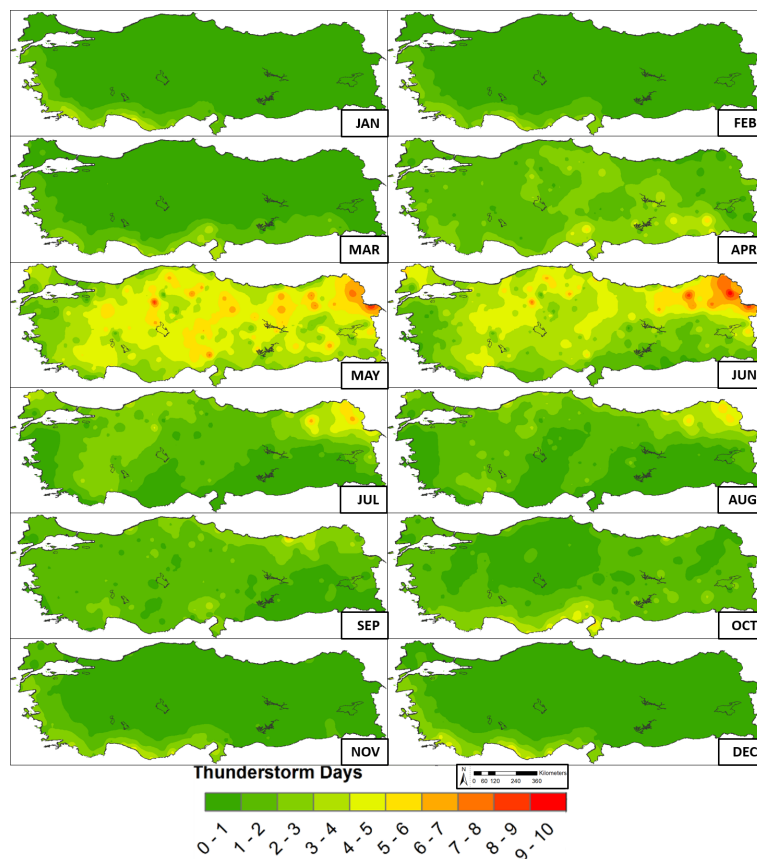 JAN
FEB
MAR
APR
MAY
JUN
JUL
AUG
SEP
OCT
NOV
DEC
Thunderstorm Days
N
Kilometers
0 60 120 240 360
0 - 1
1 - 2
2 - 3
3 - 4
4 - 5
5 - 6
6 - 7
7 - 8
8 - 9
9 - 10